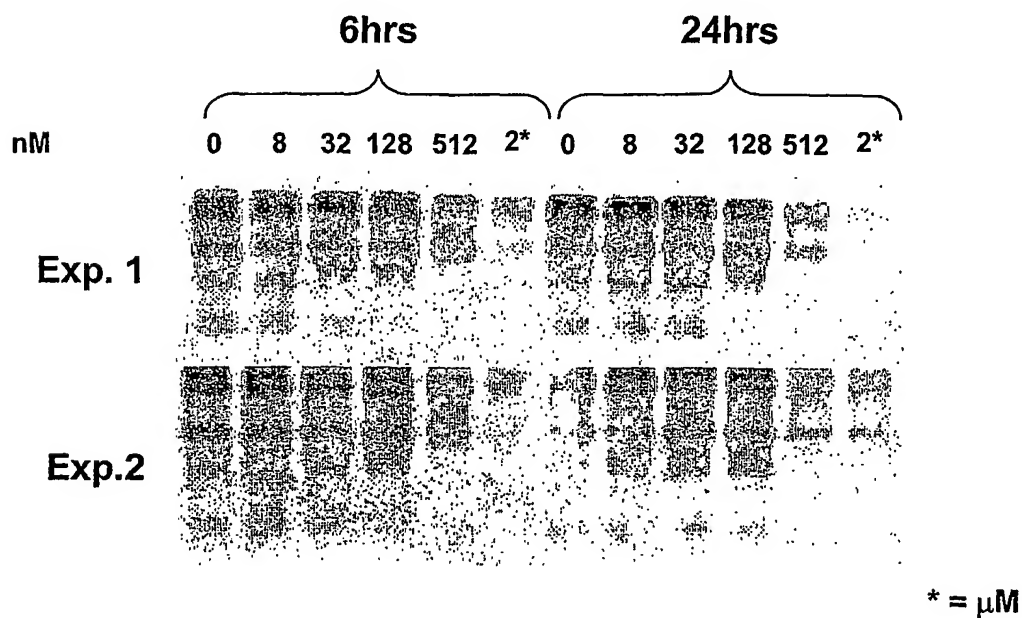 6hrs 24hrs
nM 0 8 32 128 512 2* 0 8 32 128 512 2*
Exp. 1
Exp.2
* = μM